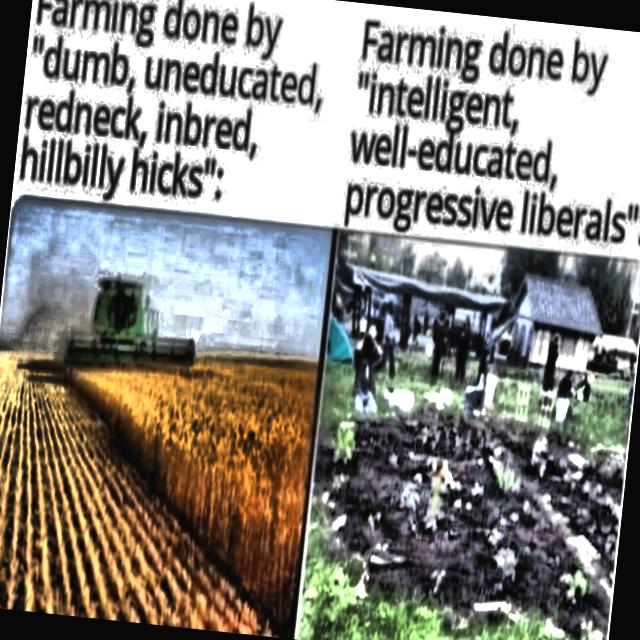 Farming done by
"dumb, uneducated,
redneck, inbred,
hillbilly hicks":
Farming done by
"intelligent,
well-educated,
progressive liberals":